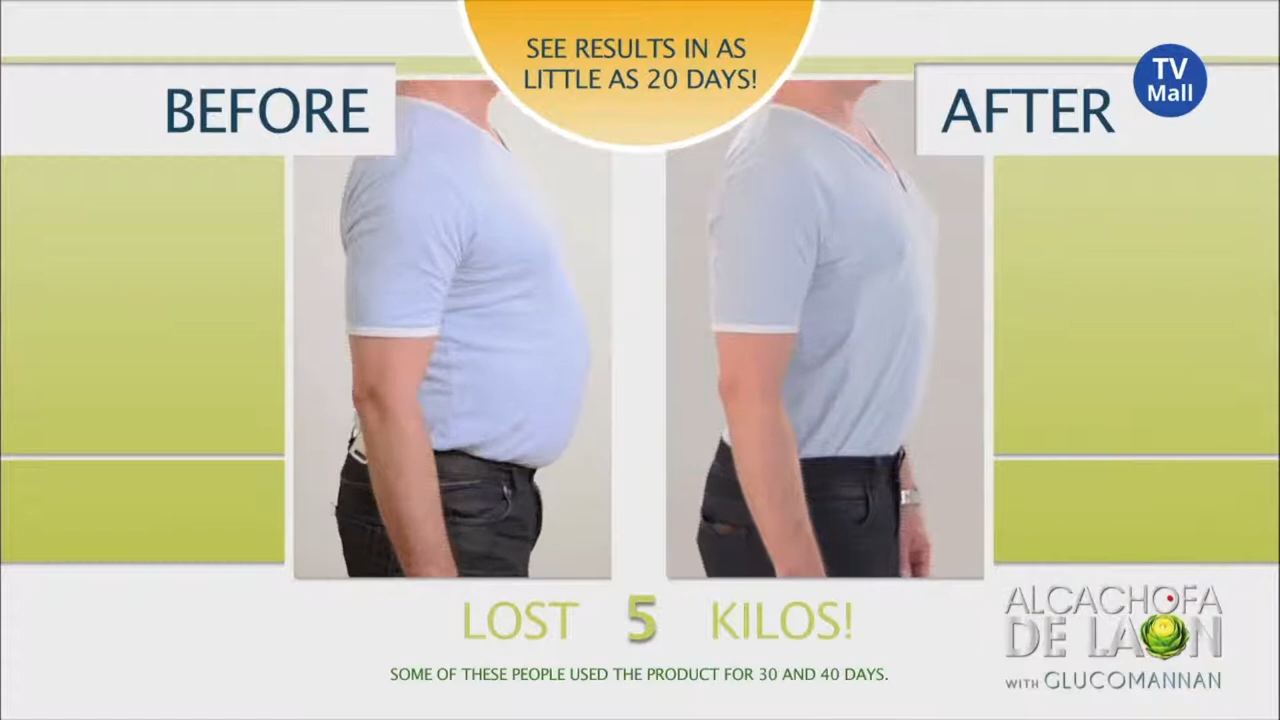 SEE RESULTS IN AS
LITTLE AS 20 DAYS!
BEFORE
AFTER
TV
Mall
LOST 5 KILOS!
SOME OF THESE PEOPLE USED THE PRODUCT FOR 30 AND 40 DAYS.
ALCACHOFA
DE LAON
WITH GLUCOMANNAN